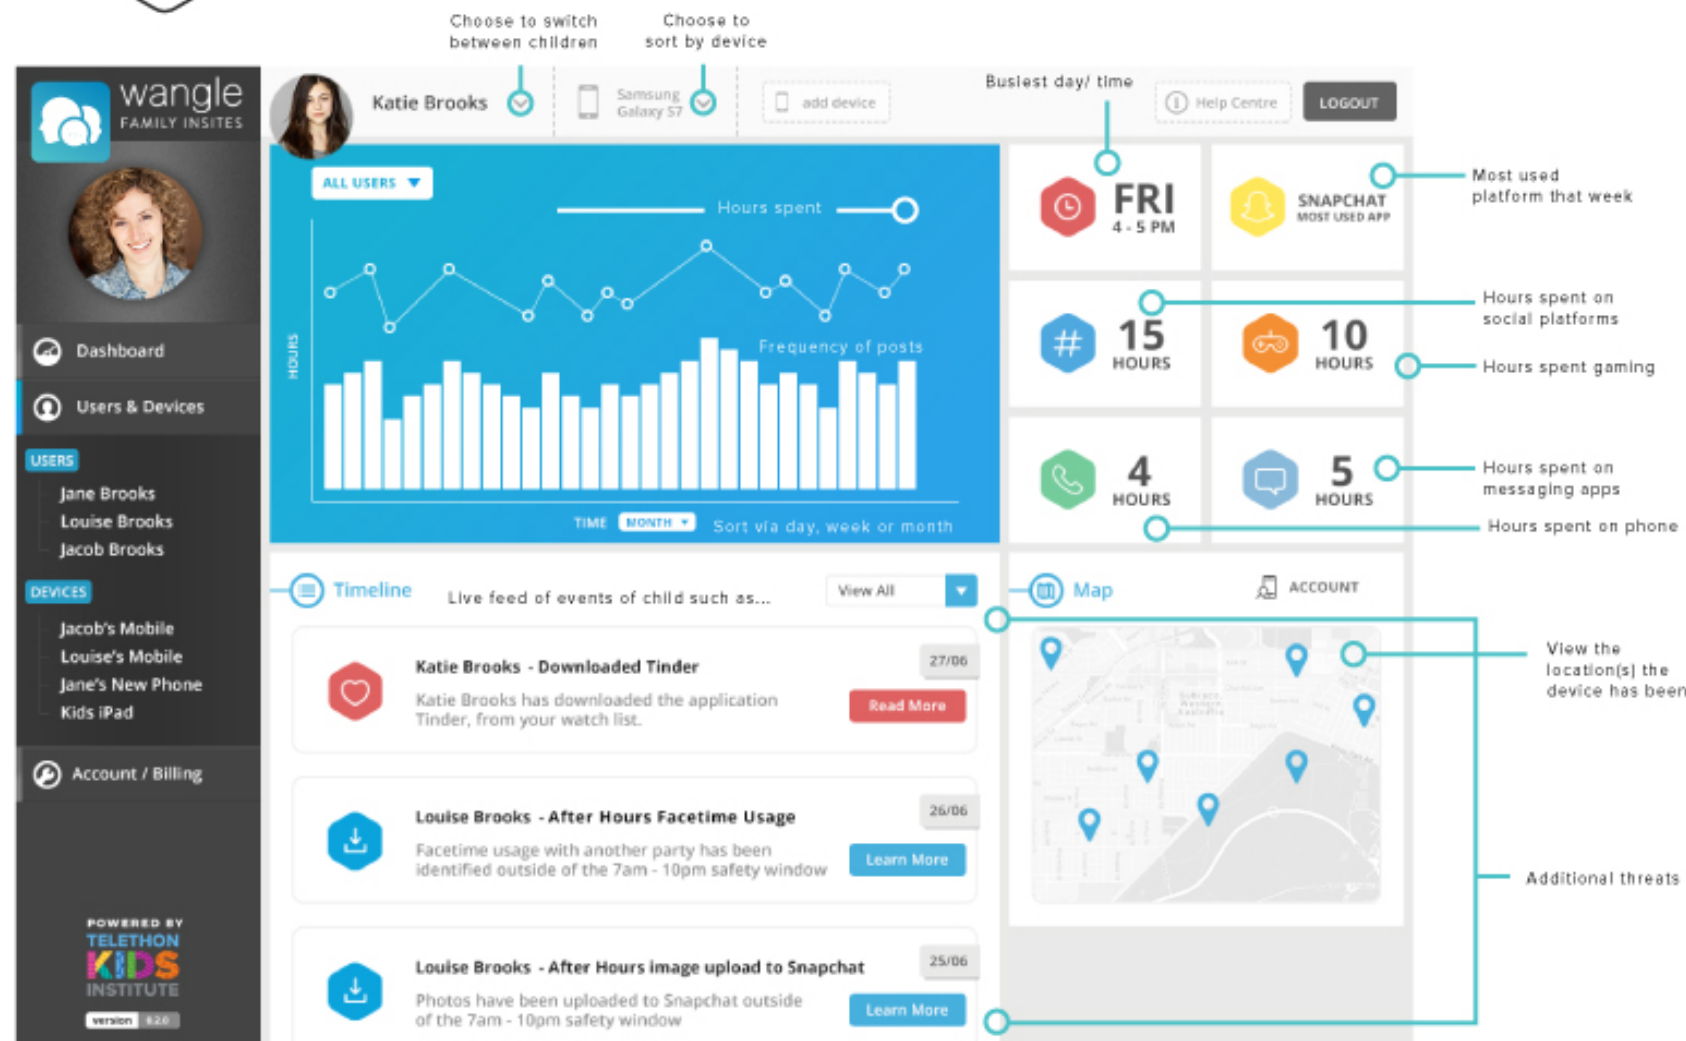 Choose to switch
between children
Choose to
sort by device
Busiest day/ time
wangle
FAMILY INSITES
Katie Brooks
Samsung
Galaxy S7
add device
Help Centre
LOGOUT
ALL USERS
Hours spent
HOURS
Frequency of posts
TIME MONTH Sort via day, week or month
FRI
4 - 5 PM
SNAPCHAT
MOST USED APP
Most used
platform that week
15
HOURS
10
HOURS
Hours spent on
social platforms
Hours spent gaming
4
HOURS
5
HOURS
Hours spent on
messaging apps
Hours spent on phone
Dashboard
Users & Devices
USERS
Jane Brooks
Louise Brooks
Jacob Brooks
DEVICES
Jacob's Mobile
Louise's Mobile
Jane's New Phone
Kids iPad
Account / Billing
POWERED BY
TELETHON
KIDS
INSTITUTE
version 0.2.0
Timeline
Live feed of events of child such as...
View All
Katie Brooks - Downloaded Tinder
27/06
Katie Brooks has downloaded the application
Tinder, from your watch list.
Read More
Louise Brooks - After Hours Facetime Usage
26/06
Facetime usage with another party has been
identified outside of the 7am - 10pm safety window
Learn More
Louise Brooks - After Hours image upload to Snapchat
25/06
Photos have been uploaded to Snapchat outside
of the 7am - 10pm safety window
Learn More
Map
ACCOUNT
View the
location(s) the
device has been
Additional threats